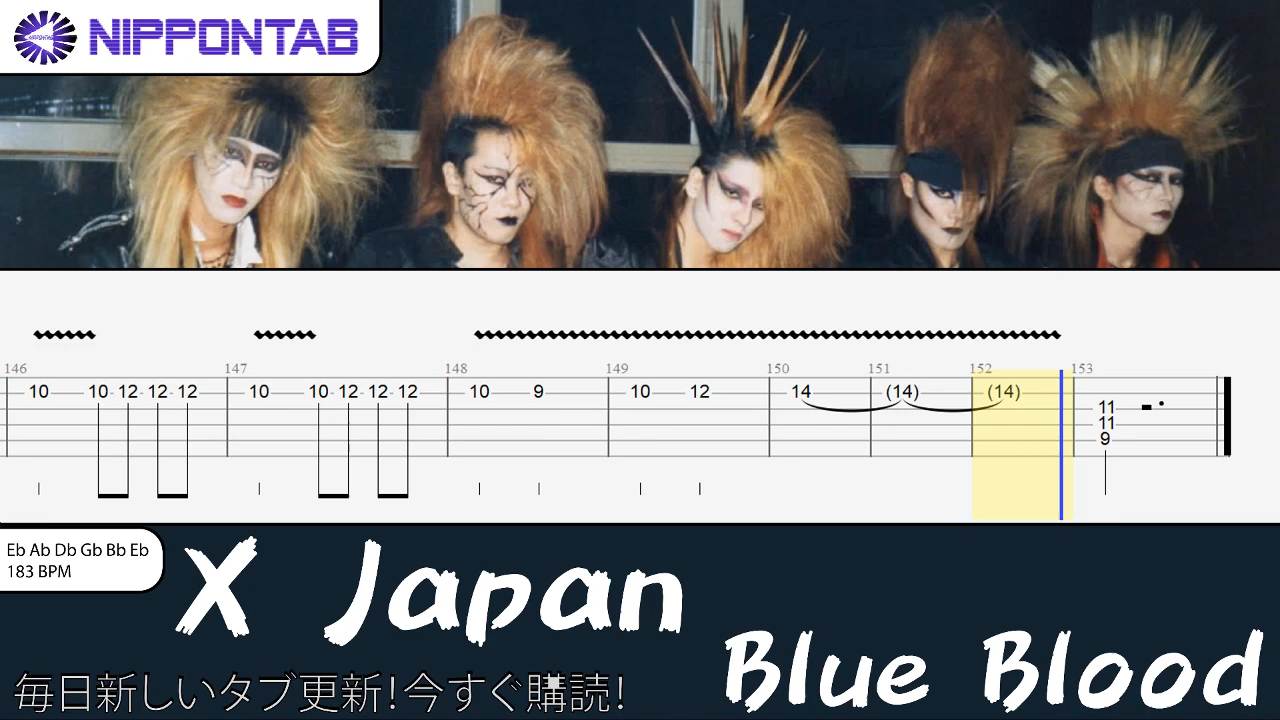 NIPPONTAB
146 147 148 149 150 151 152 153
10 10 12 12 12 10 10 12 12 12 10 9 10 12 14 (14) (14)
11
11
9
Eb Ab Db Gb Bb Eb
183 BPM
X Japan
Blue Blood
毎日新しいタブ更新!今すぐ購読!